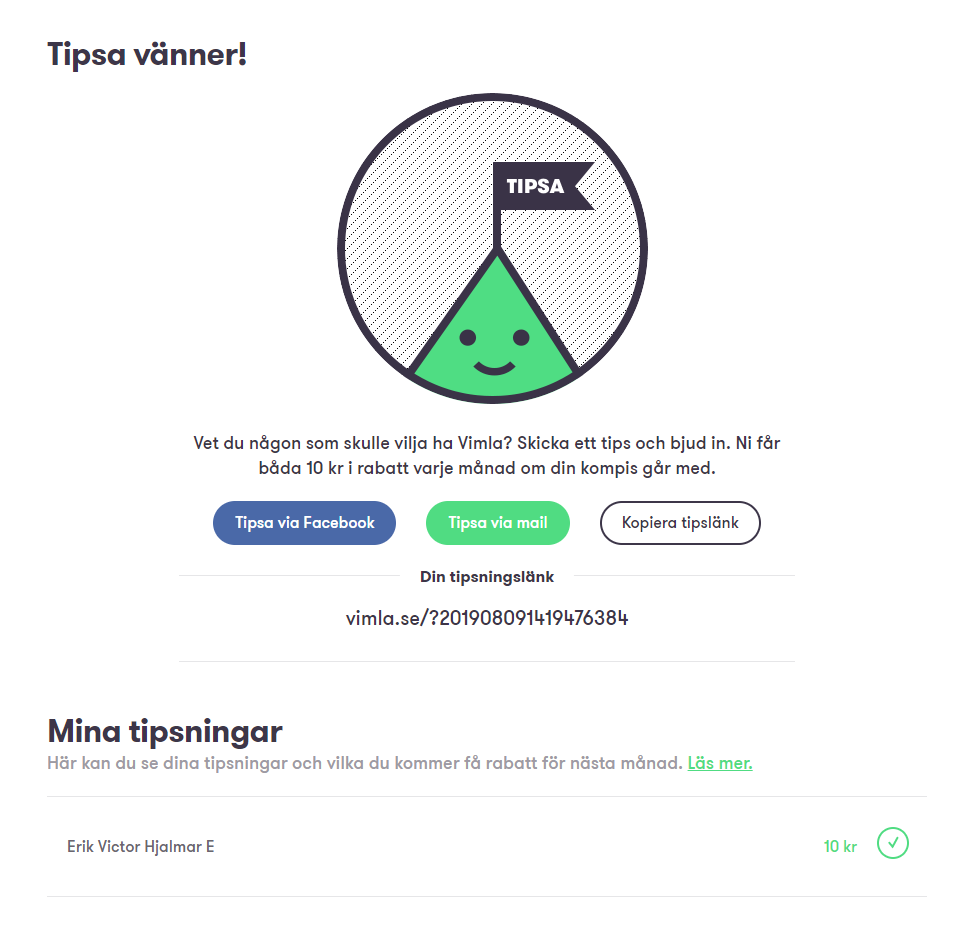 Tipsa vänner!
TIPSA
Vet du någon som skulle vilja ha Vimla? Skicka ett tips och bjud in. Ni får
båda 10 kr i rabatt varje månad om din kompis går med.
Tipsa via Facebook
Tipsa via mail
Kopiera tipslänk
Din tipsningslänk
vimla.se/?2019080914194​76384
Mina tipsningar
Här kan du se dina tipsningar och vilka du kommer få rabatt för nästa månad. Läs mer.
Erik Victor Hjalmar E
10 kr